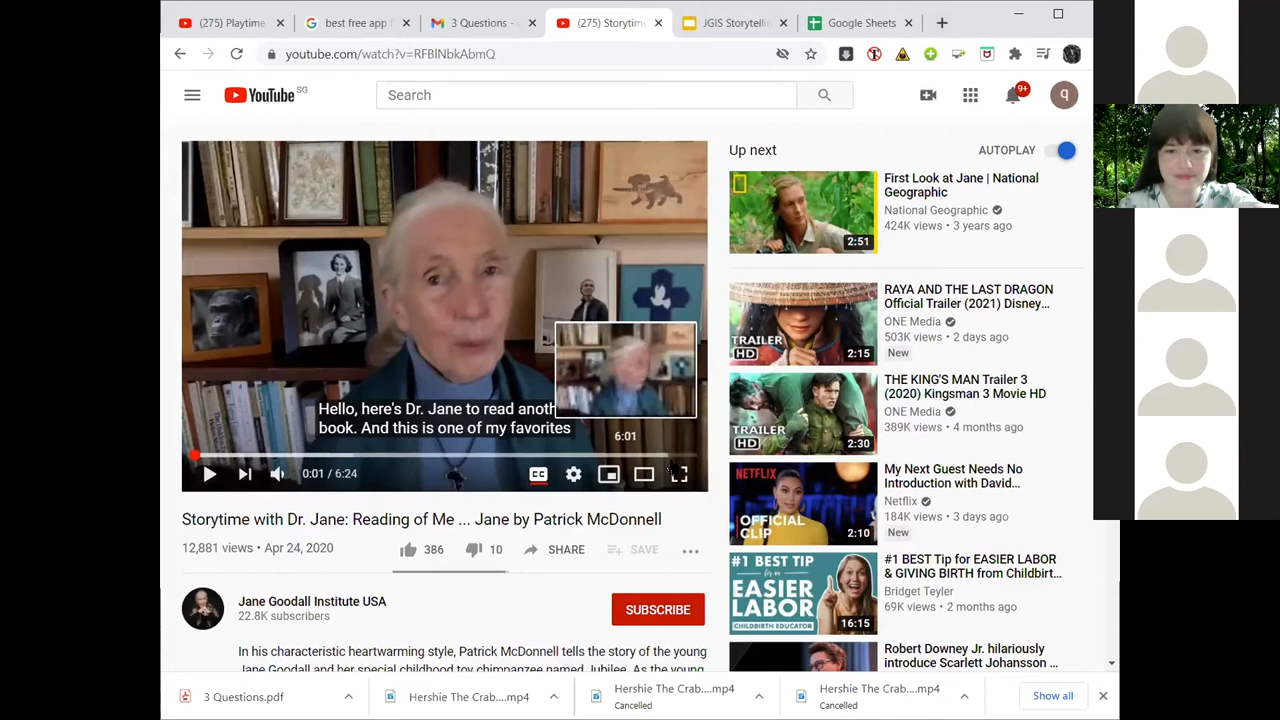 (275) Playtime
best free app f
3 Questions -
(275) Storytime
JGIS Storytellin
Google Sheets
youtube.com/watch?v=RFBlNbkAbmQ
YouTube SG
Search
9+
q
Hello, here's Dr. Jane to read anoth
book. And this is one of my favorites
6:01
0:01 / 6:24
CC
Storytime with Dr. Jane: Reading of Me ... Jane by Patrick McDonnell
12,881 views • Apr 24, 2020
386
10
SHARE
SAVE
Jane Goodall Institute USA
22.8K subscribers
SUBSCRIBE
In his characteristic heartwarming style, Patrick McDonnell tells the story of the young
Jane Goodall and her special childhood toy chimpanzee named Jubilee. As the young
Up next
AUTOPLAY
2:51
First Look at Jane | National
Geographic
National Geographic
424K views • 3 years ago
TRAILER
HD
2:15
RAYA AND THE LAST DRAGON
Official Trailer (2021) Disney...
ONE Media
503K views • 2 days ago
New
TRAILER
HD
2:30
THE KING'S MAN Trailer 3
(2020) Kingsman 3 Movie HD
ONE Media
389K views • 4 months ago
NETFLIX
OFFICIAL
CLIP
2:10
My Next Guest Needs No
Introduction with David...
Netflix
184K views • 3 days ago
New
#1 BEST TIP
for an
EASIER
LABOR
CHILDBIRTH EDUCATOR
16:15
#1 BEST Tip for EASIER LABOR
& GIVING BIRTH from Childbirt...
Bridget Teyler
69K views • 2 months ago
Robert Downey Jr. hilariously
introduce Scarlett Johansson ...
3 Questions.pdf
Hershie The Crab....mp4
Hershie The Crab....mp4
Cancelled
Hershie The Crab....mp4
Cancelled
Show all